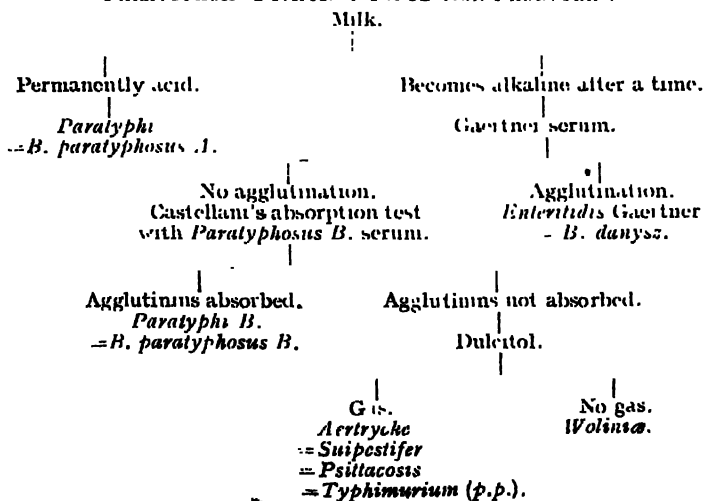 Milk.
Permanently acid.
Becomes alkaline after a time.
Paratyphi
Gaertner serum.
=B. paratyphosus A.
No agglutination.
Agglutination.
Castellani's absorption test
Enteritidis Gaertner
with Paratyphosus B. serum.
= B. danysz.
Agglutinins absorbed.
Agglutinins not absorbed.
Paratyphi B.
=B. paratyphosus B.
Dulcitol.
Gas.
No gas.
Aertrycke
Woliniæ.
=Suipestifer
=Psittacosis
=Typhimurium (p.p.).